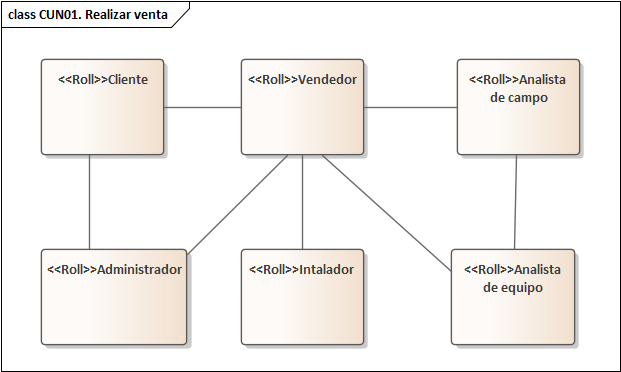 class CUN01. Realizar venta
<<Roll>>Cliente
<<Roll>>Vendedor
<<Roll>>Analista
de campo
<<Roll>>Administrador
<<Roll>>Intalador
<<Roll>>Analista
de equipo